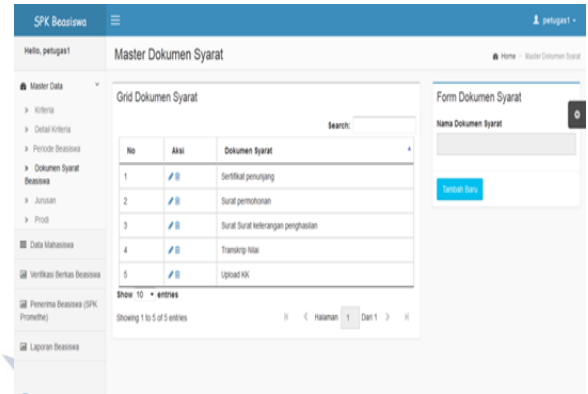 SPK Beasiswa
petugas1
Hello, petugas1
Master Dokumen Syarat
Home
Master Dokumen Syarat
Master Data
Kriteria
Detail Kriteria
Periode Beasiswa
Dokumen Syarat
Beasiswa
Jurusan
Prodi
Data Mahasiswa
Verifikasi Berkas Beasiswa
Penerima Beasiswa (SPK
Promethe)
Laporan Beasiswa
Grid Dokumen Syarat
Search:
No Aksi Dokumen Syarat
1 Sertifikat penunjang
2 Surat permohonan
3 Surat Surat keterangan penghasilan
4 Transkrip Nilai
5 Upload KK
Show 10 entries
Showing 1 to 5 of 5 entries
Halaman 1 Dari 1
Form Dokumen Syarat
Nama Dokumen Syarat
Tambah Baru